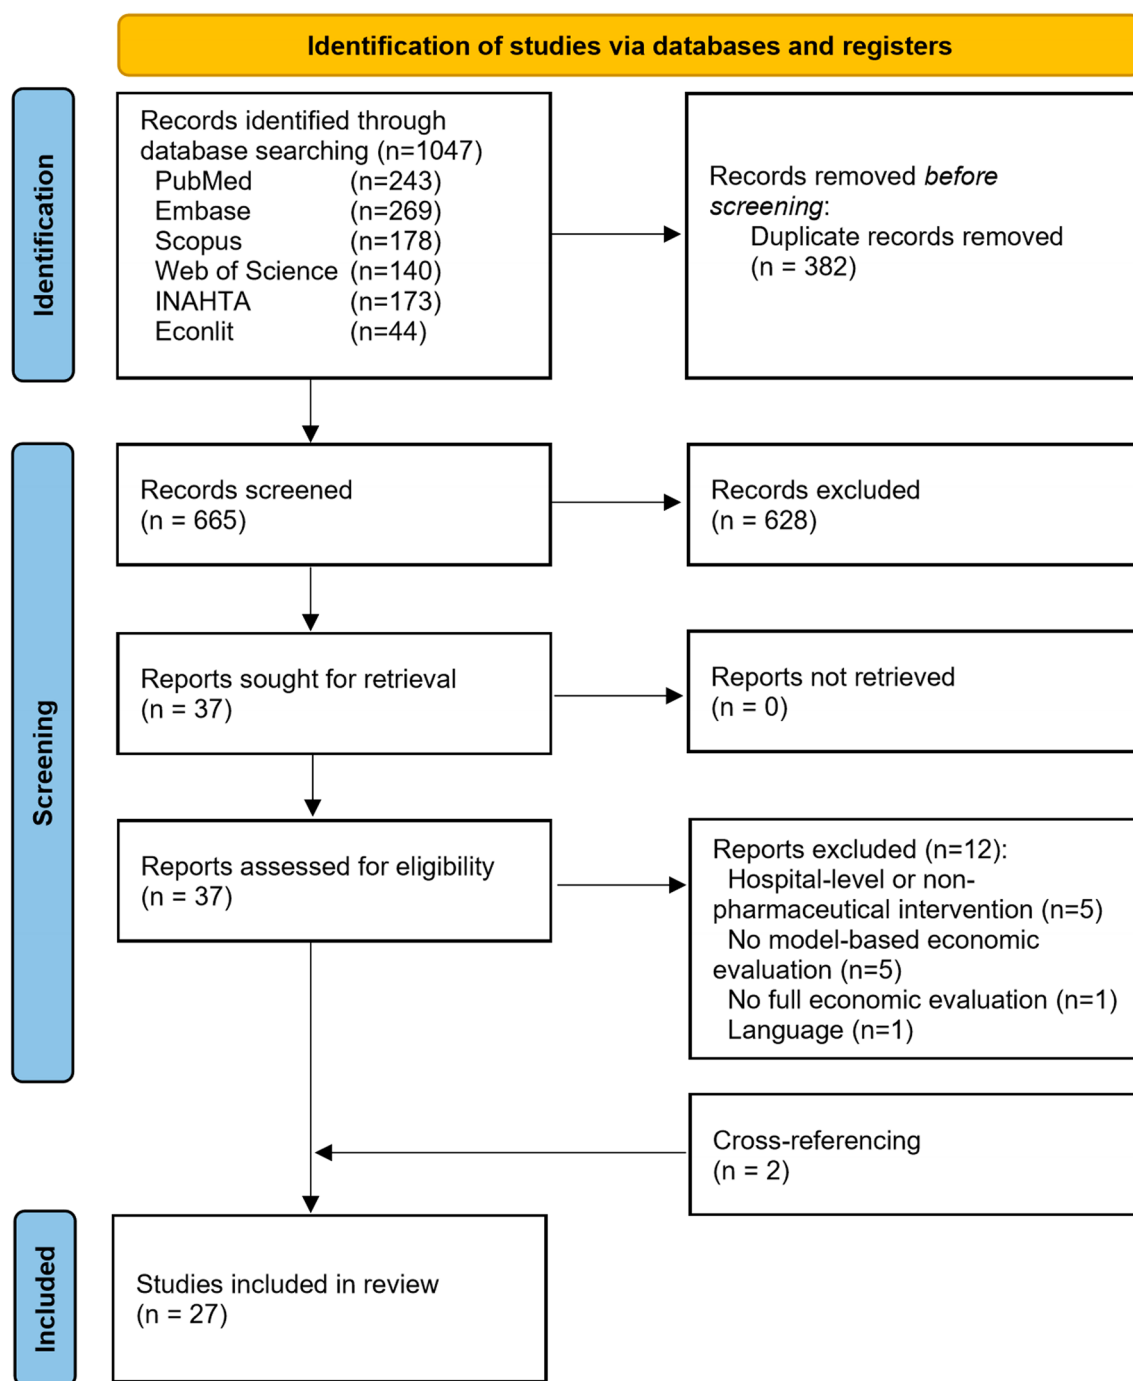 Identification of studies via databases and registers
Identification
Records identified through
database searching (n=1047)
PubMed (n=243)
Embase (n=269)
Scopus (n=178)
Web of Science (n=140)
INAHTA (n=173)
Econlit (n=44)
Records removed before
screening:
Duplicate records removed
(n = 382)
Screening
Records screened
(n = 665)
Records excluded
(n = 628)
Reports sought for retrieval
(n = 37)
Reports not retrieved
(n = 0)
Reports assessed for eligibility
(n = 37)
Reports excluded (n=12):
Hospital-level or non-
pharmaceutical intervention (n=5)
No model-based economic
evaluation (n=5)
No full economic evaluation (n=1)
Language (n=1)
Cross-referencing
(n = 2)
Included
Studies included in review
(n = 27)